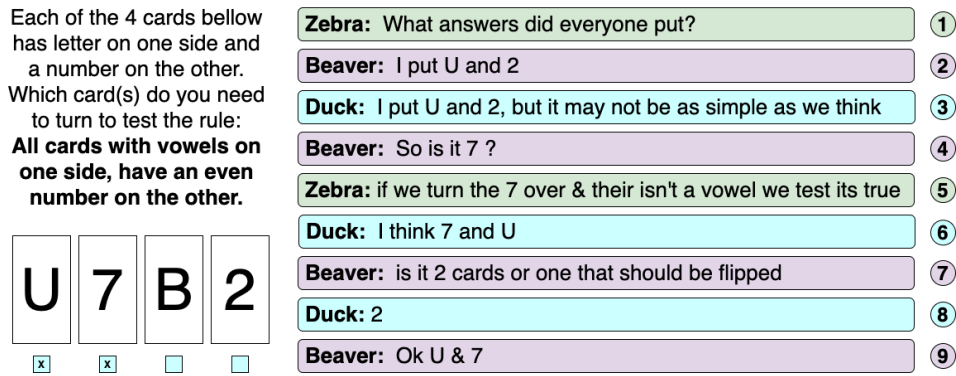 Each of the 4 cards bellow
has letter on one side and
a number on the other.
Which card(s) do you need
to turn to test the rule:
All cards with vowels on
one side, have an even
number on the other.
U 7 B 2
x x
Zebra: What answers did everyone put? 1
Beaver: I put U and 2 2
Duck: I put U and 2, but it may not be as simple as we think 3
Beaver: So is it 7 ? 4
Zebra: if we turn the 7 over & their isn't a vowel we test its true 5
Duck: I think 7 and U 6
Beaver: is it 2 cards or one that should be flipped 7
Duck: 2 8
Beaver: Ok U & 7 9